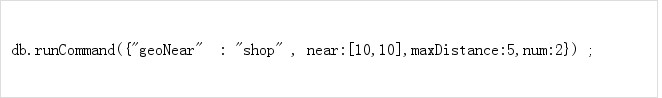 db.runCommand({"geoNear" : "shop" , near:[10,10],maxDistance:5,num:2}) ;